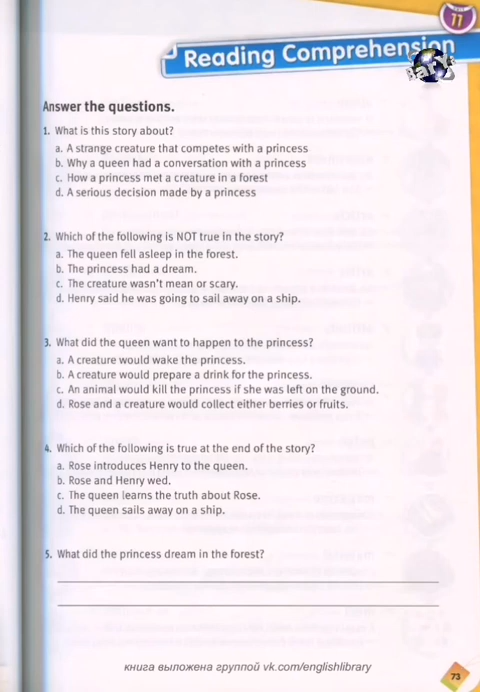 UNIT
11
Reading Comprehension
Answer the questions.
1. What is this story about?
a. A strange creature that competes with a princess
b. Why a queen had a conversation with a princess
c. How a princess met a creature in a forest
d. A serious decision made by a princess
2. Which of the following is NOT true in the story?
a. The queen fell asleep in the forest.
b. The princess had a dream.
c. The creature wasn't mean or scary.
d. Henry said he was going to sail away on a ship.
3. What did the queen want to happen to the princess?
a. A creature would wake the princess.
b. A creature would prepare a drink for the princess.
c. An animal would kill the princess if she was left on the ground.
d. Rose and a creature would collect either berries or fruits.
4. Which of the following is true at the end of the story?
a. Rose introduces Henry to the queen.
b. Rose and Henry wed.
c. The queen learns the truth about Rose.
d. The queen sails away on a ship.
5. What did the princess dream in the forest?
книга выложена группой vk.com/englishlibrary
73